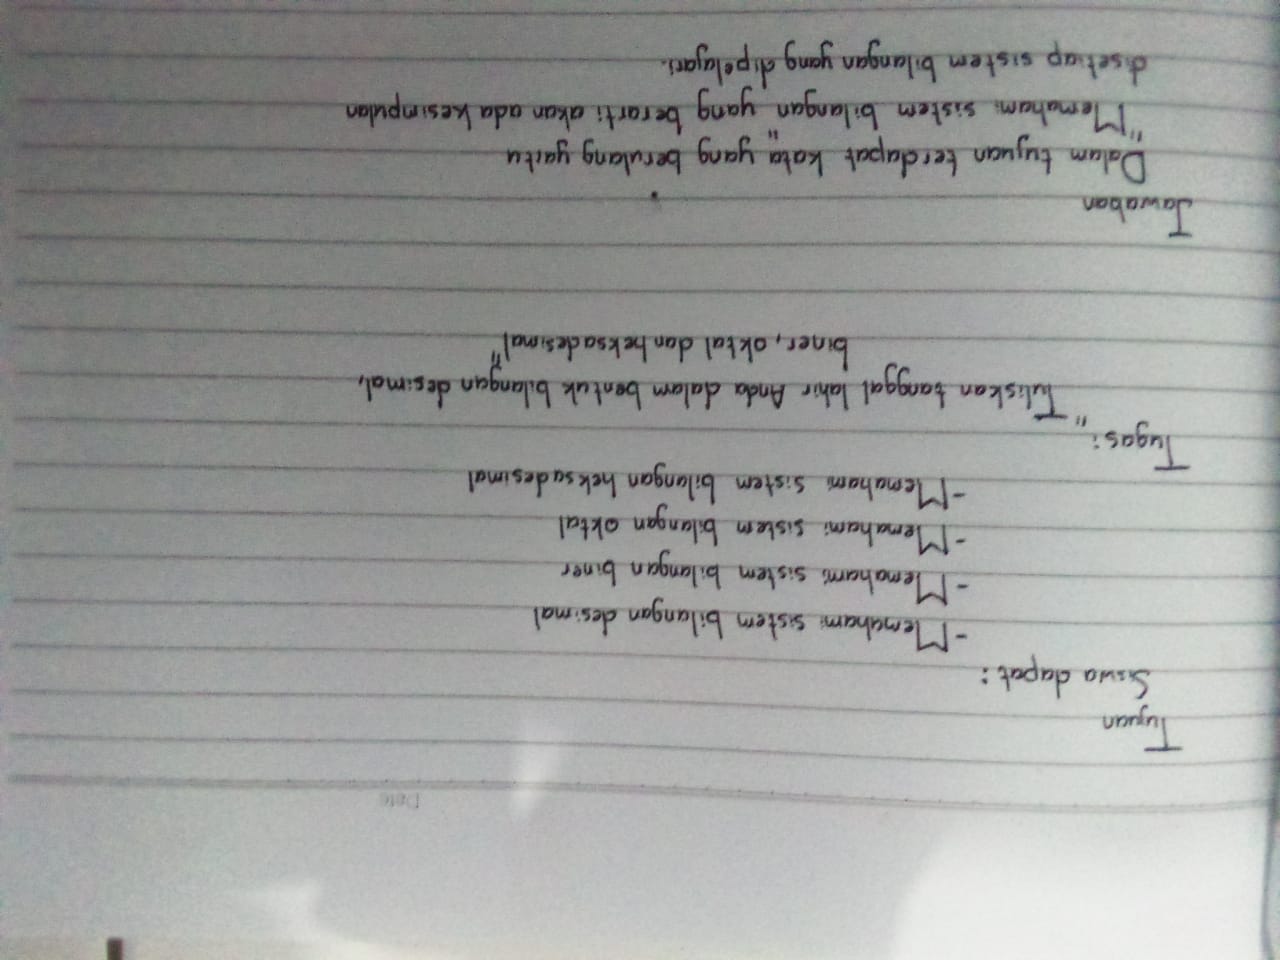 Date
Tujuan
Siswa dapat :
- Memahami sistem bilangan desimal
- Memahami sistem bilangan biner
- Memahami sistem bilangan oktal
- Memahami sistem bilangan heksadesimal
Tugas :
"Tuliskan tanggal lahir Anda dalam bentuk bilangan desimal,
biner, oktal dan heksadesimal"
Jawaban
Dalam tujuan terdapat kata yang berulang yaitu
"Memahami sistem bilangan" yang berarti akan ada kesimpulan
disetiap sistem bilangan yang dipelajari.